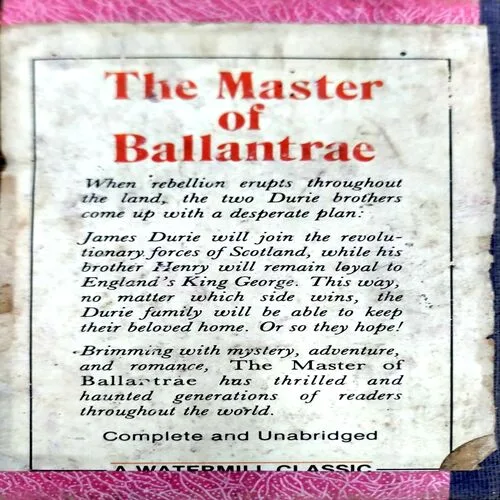 The Master
of
Ballantrae
When rebellion erupts throughout
the land, the two Durie brothers
come up with a desperate plan:
James Durie will join the revolu-
tionary forces of Scotland, while his
brother Henry will remain loyal to
England's King George. This way,
no matter which side wins, the
Durie family will be able to keep
their beloved home. Or so they hope!
Brimming with mystery, adventure,
and romance, The Master of
Ballantrae has thrilled and
haunted generations of readers
throughout the world.
Complete and Unabridged
A WATERMILL CLASSIC